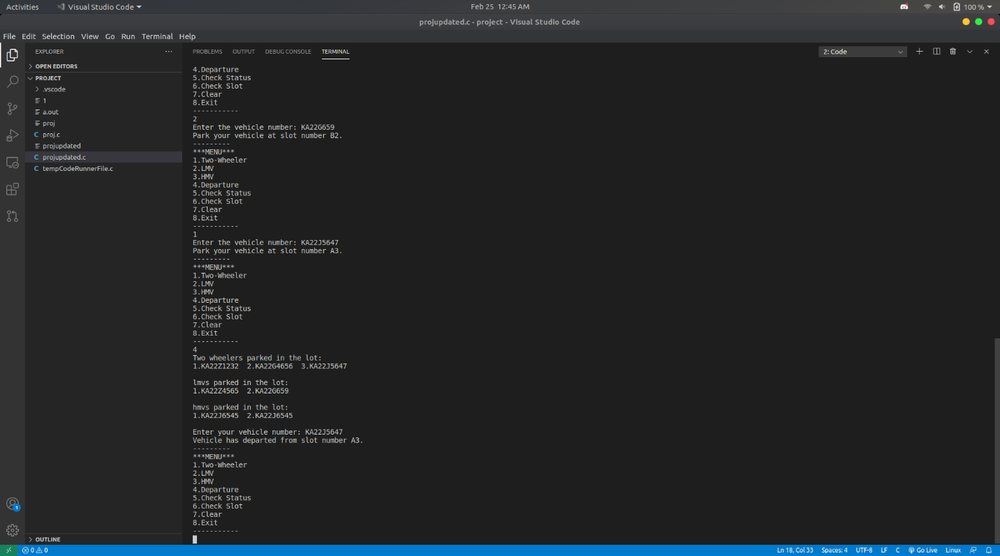 Activities
Visual Studio Code
Feb 25 12:45 AM
100 %
projupdated.c - project - Visual Studio Code
File Edit Selection View Go Run Terminal Help
EXPLORER
OPEN EDITORS
PROJECT
.vscode
1
a.out
proj
C proj.c
projupdated
C projupdated.c
C tempCodeRunnerFile.c
OUTLINE
PROBLEMS OUTPUT DEBUG CONSOLE TERMINAL
2: Code
4.Departure
5.Check Status
6.Check Slot
7.Clear
8.Exit
-----------
2
Enter the vehicle number: KA22G659
Park your vehicle at slot number B2.
---------
***MENU***
1.Two-Wheeler
2.LMV
3.HMV
4.Departure
5.Check Status
6.Check Slot
7.Clear
8.Exit
-----------
1
Enter the vehicle number: KA22J5647
Park your vehicle at slot number A3.
---------
***MENU***
1.Two-Wheeler
2.LMV
3.HMV
4.Departure
5.Check Status
6.Check Slot
7.Clear
8.Exit
-----------
4
Two wheelers parked in the lot:
1.KA22Z1232  2.KA22G4656  3.KA22J5647
lmvs parked in the lot:
1.KA22Z4565  2.KA22G659
hmvs parked in the lot:
1.KA22J6545  2.KA22J6545
Enter your vehicle number: KA22J5647
Vehicle has departed from slot number A3.
---------
***MENU***
1.Two-Wheeler
2.LMV
3.HMV
4.Departure
5.Check Status
6.Check Slot
7.Clear
8.Exit
-----------
1
0 0
Ln 18, Col 33 Spaces: 4 UTF-8 LF C Go Live Linux